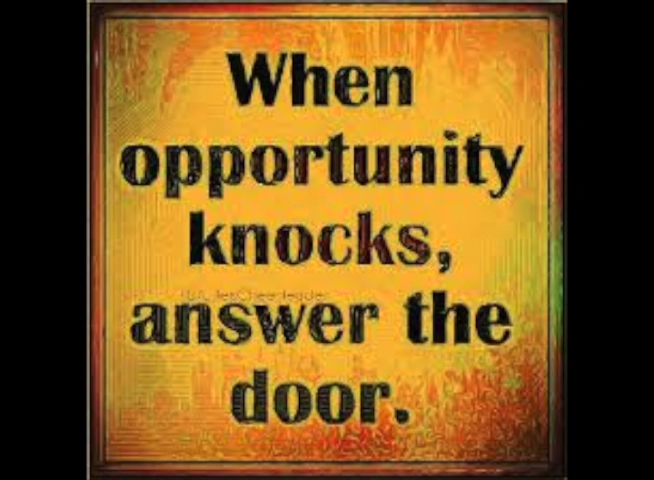 When
opportunity
knocks,
answer the
door.